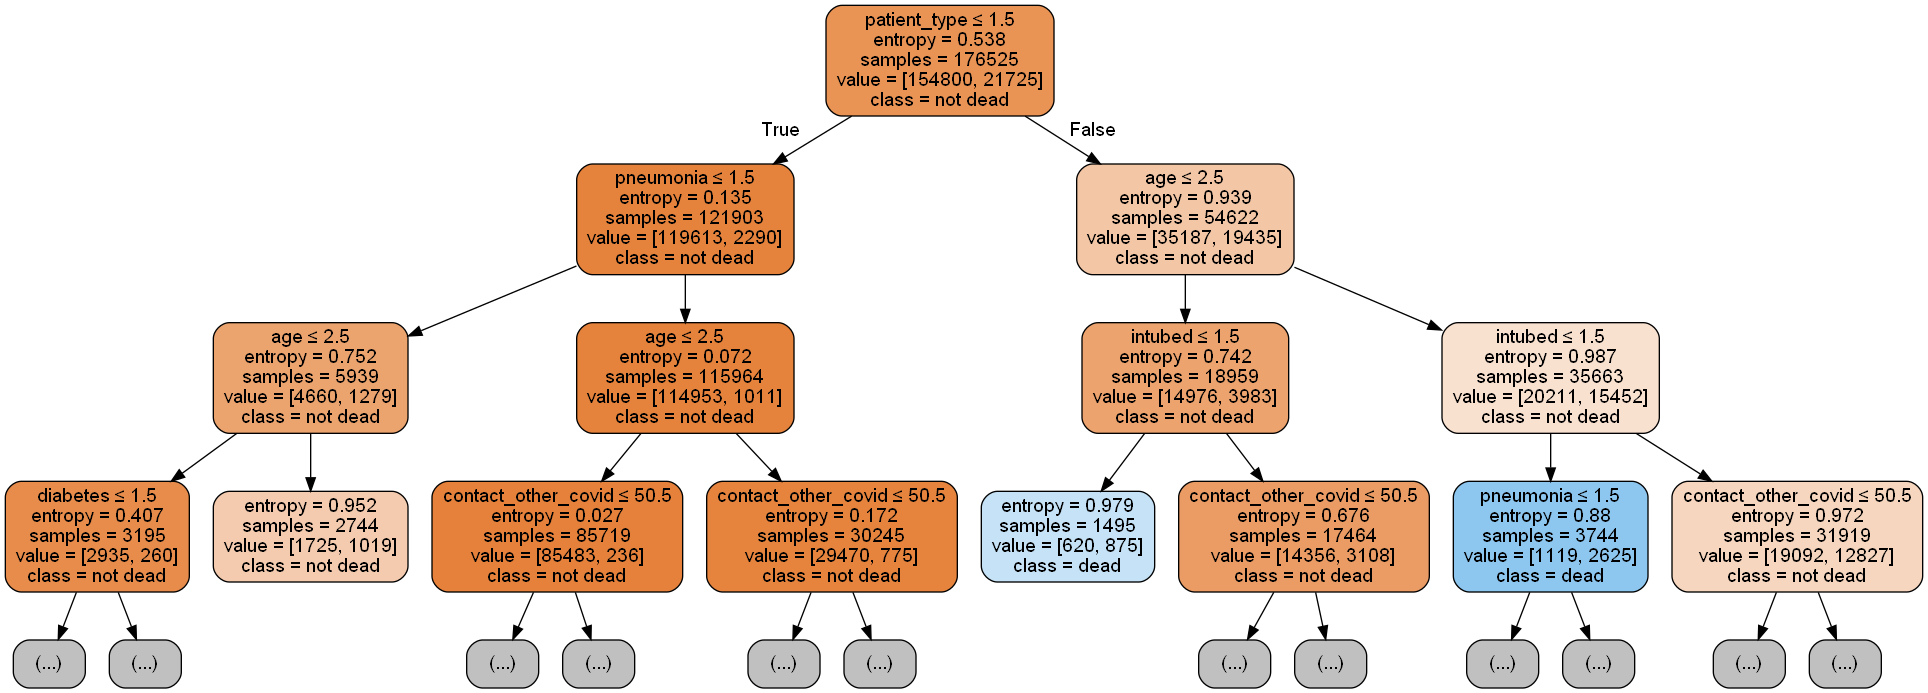 patient_type ≤ 1.5
entropy = 0.538
samples = 176525
value = [154800, 21725]
class = not dead
True
False
pneumonia ≤ 1.5
entropy = 0.135
samples = 121903
value = [119613, 2290]
class = not dead
age ≤ 2.5
entropy = 0.939
samples = 54622
value = [35187, 19435]
class = not dead
age ≤ 2.5
entropy = 0.752
samples = 5939
value = [4660, 1279]
class = not dead
age ≤ 2.5
entropy = 0.072
samples = 115964
value = [114953, 1011]
class = not dead
intubed ≤ 1.5
entropy = 0.742
samples = 18959
value = [14976, 3983]
class = not dead
intubed ≤ 1.5
entropy = 0.987
samples = 35663
value = [20211, 15452]
class = not dead
diabetes ≤ 1.5
entropy = 0.407
samples = 3195
value = [2935, 260]
class = not dead
entropy = 0.952
samples = 2744
value = [1725, 1019]
class = not dead
contact_other_covid ≤ 50.5
entropy = 0.027
samples = 85719
value = [85483, 236]
class = not dead
contact_other_covid ≤ 50.5
entropy = 0.172
samples = 30245
value = [29470, 775]
class = not dead
entropy = 0.979
samples = 1495
value = [620, 875]
class = dead
contact_other_covid ≤ 50.5
entropy = 0.676
samples = 17464
value = [14356, 3108]
class = not dead
pneumonia ≤ 1.5
entropy = 0.88
samples = 3744
value = [1119, 2625]
class = dead
contact_other_covid ≤ 50.5
entropy = 0.972
samples = 31919
value = [19092, 12827]
class = not dead
(...)
(...)
(...)
(...)
(...)
(...)
(...)
(...)
(...)
(...)
(...)
(...)